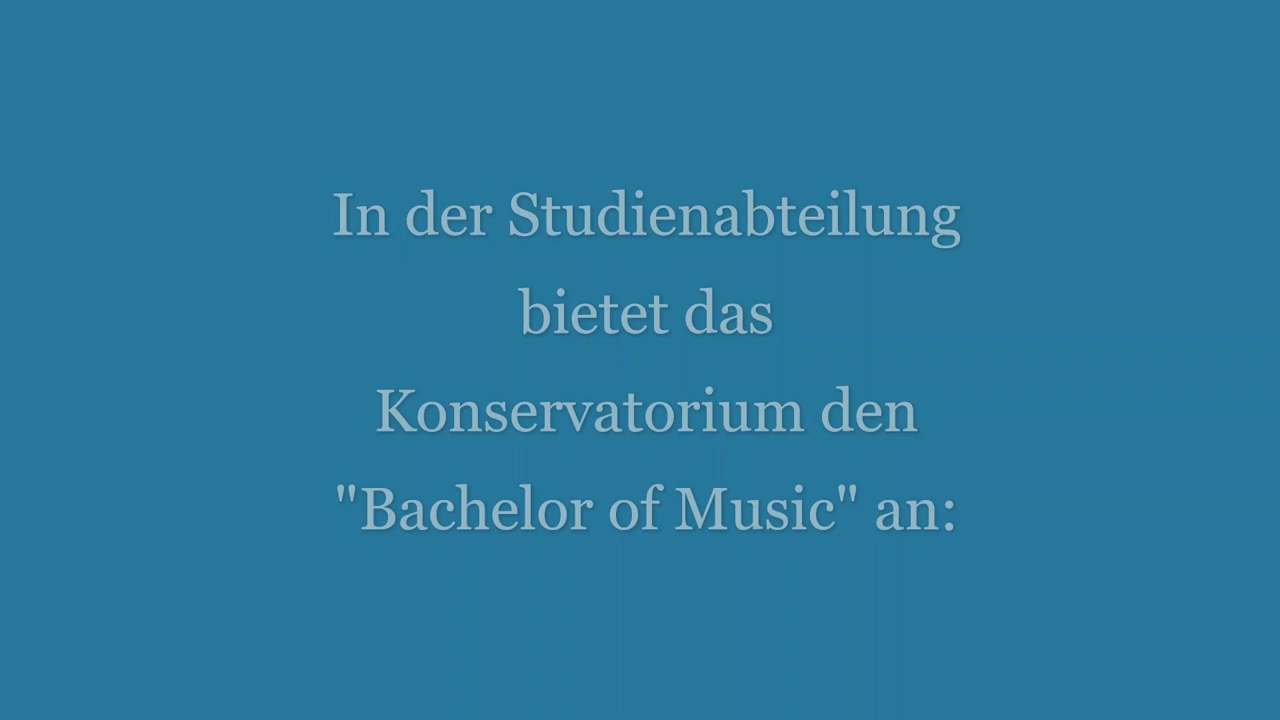 In der Studienabteilung
bietet das
Konservatorium den
"Bachelor of Music" an: